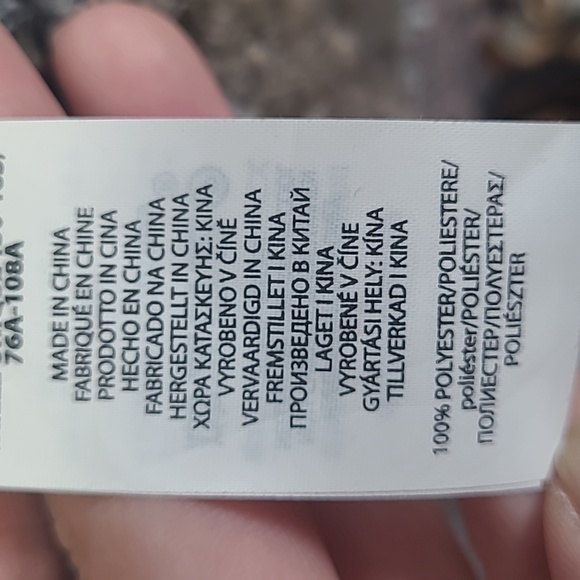 76A-108A
MADE IN CHINA
FABRIQUÉ EN CHINE
PRODOTTO IN CINA
HECHO EN CHINA
FABRICADO NA CHINA
HERGESTELLT IN CHINA
ΧΩΡΑ ΚΑΤΑΣΚΕΥΗΣ: ΚΙΝΑ
VYROBENO V ČÍNĚ
VERVAARDIGD IN CHINA
FREMSTILLET I KINA
ПРОИЗВЕДЕНО В КИТАЙ
LAGET I KINA
VYROBENÉ V ČÍNE
GYÁRTÁSI HELY: KÍNA
TILLVERKAD I KINA
100% POLYESTER/POLIESTERE/
poliéster/POLIÉSTER/
ПОЛИЕСТЕР/ΠΟΛΥΕΣΤΕΡΑΣ/
POLIÉSZTER